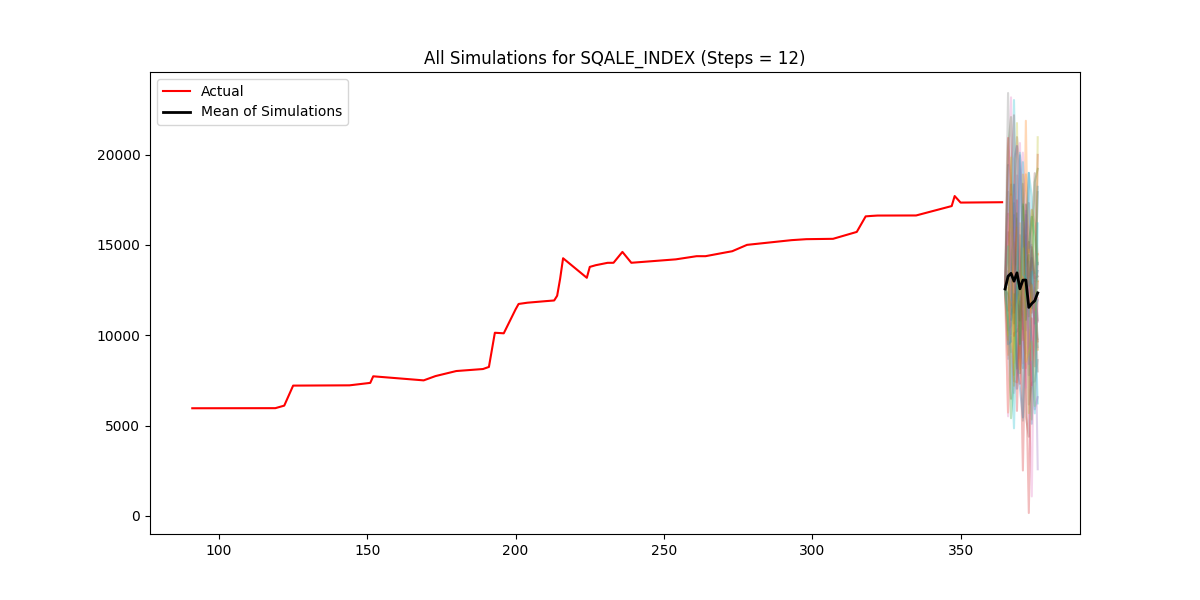 All Simulations for SQALE_INDEX (Steps = 12)
Actual
Mean of Simulations
20000
15000
10000
5000
0
100 150 200 250 300 350